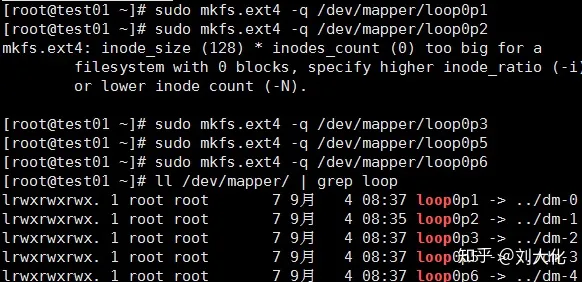 [root@test01 ~]# sudo mkfs.ext4 -q /dev/mapper/loop0p1
[root@test01 ~]# sudo mkfs.ext4 -q /dev/mapper/loop0p2
mkfs.ext4: inode_size (128) * inodes_count (0) too big for a
        filesystem with 0 blocks, specify higher inode_ratio (-i)
        or lower inode count (-N).

[root@test01 ~]# sudo mkfs.ext4 -q /dev/mapper/loop0p3
[root@test01 ~]# sudo mkfs.ext4 -q /dev/mapper/loop0p5
[root@test01 ~]# sudo mkfs.ext4 -q /dev/mapper/loop0p6
[root@test01 ~]# ll /dev/mapper/ | grep loop
lrwxrwxrwx. 1 root root       7 9月   4 08:37 loop0p1 -> ../dm-0
lrwxrwxrwx. 1 root root       7 9月   4 08:35 loop0p2 -> ../dm-1
lrwxrwxrwx. 1 root root       7 9月   4 08:37 loop0p3 -> ../dm-2
lrwxrwxrwx. 1 root root       7 9月   4 08:37 loop0p5 -> ../dm-3
lrwxrwxrwx. 1 root root       7 9月   4 08:37 loop0p6 -> ../dm-4
知乎 @刘大化